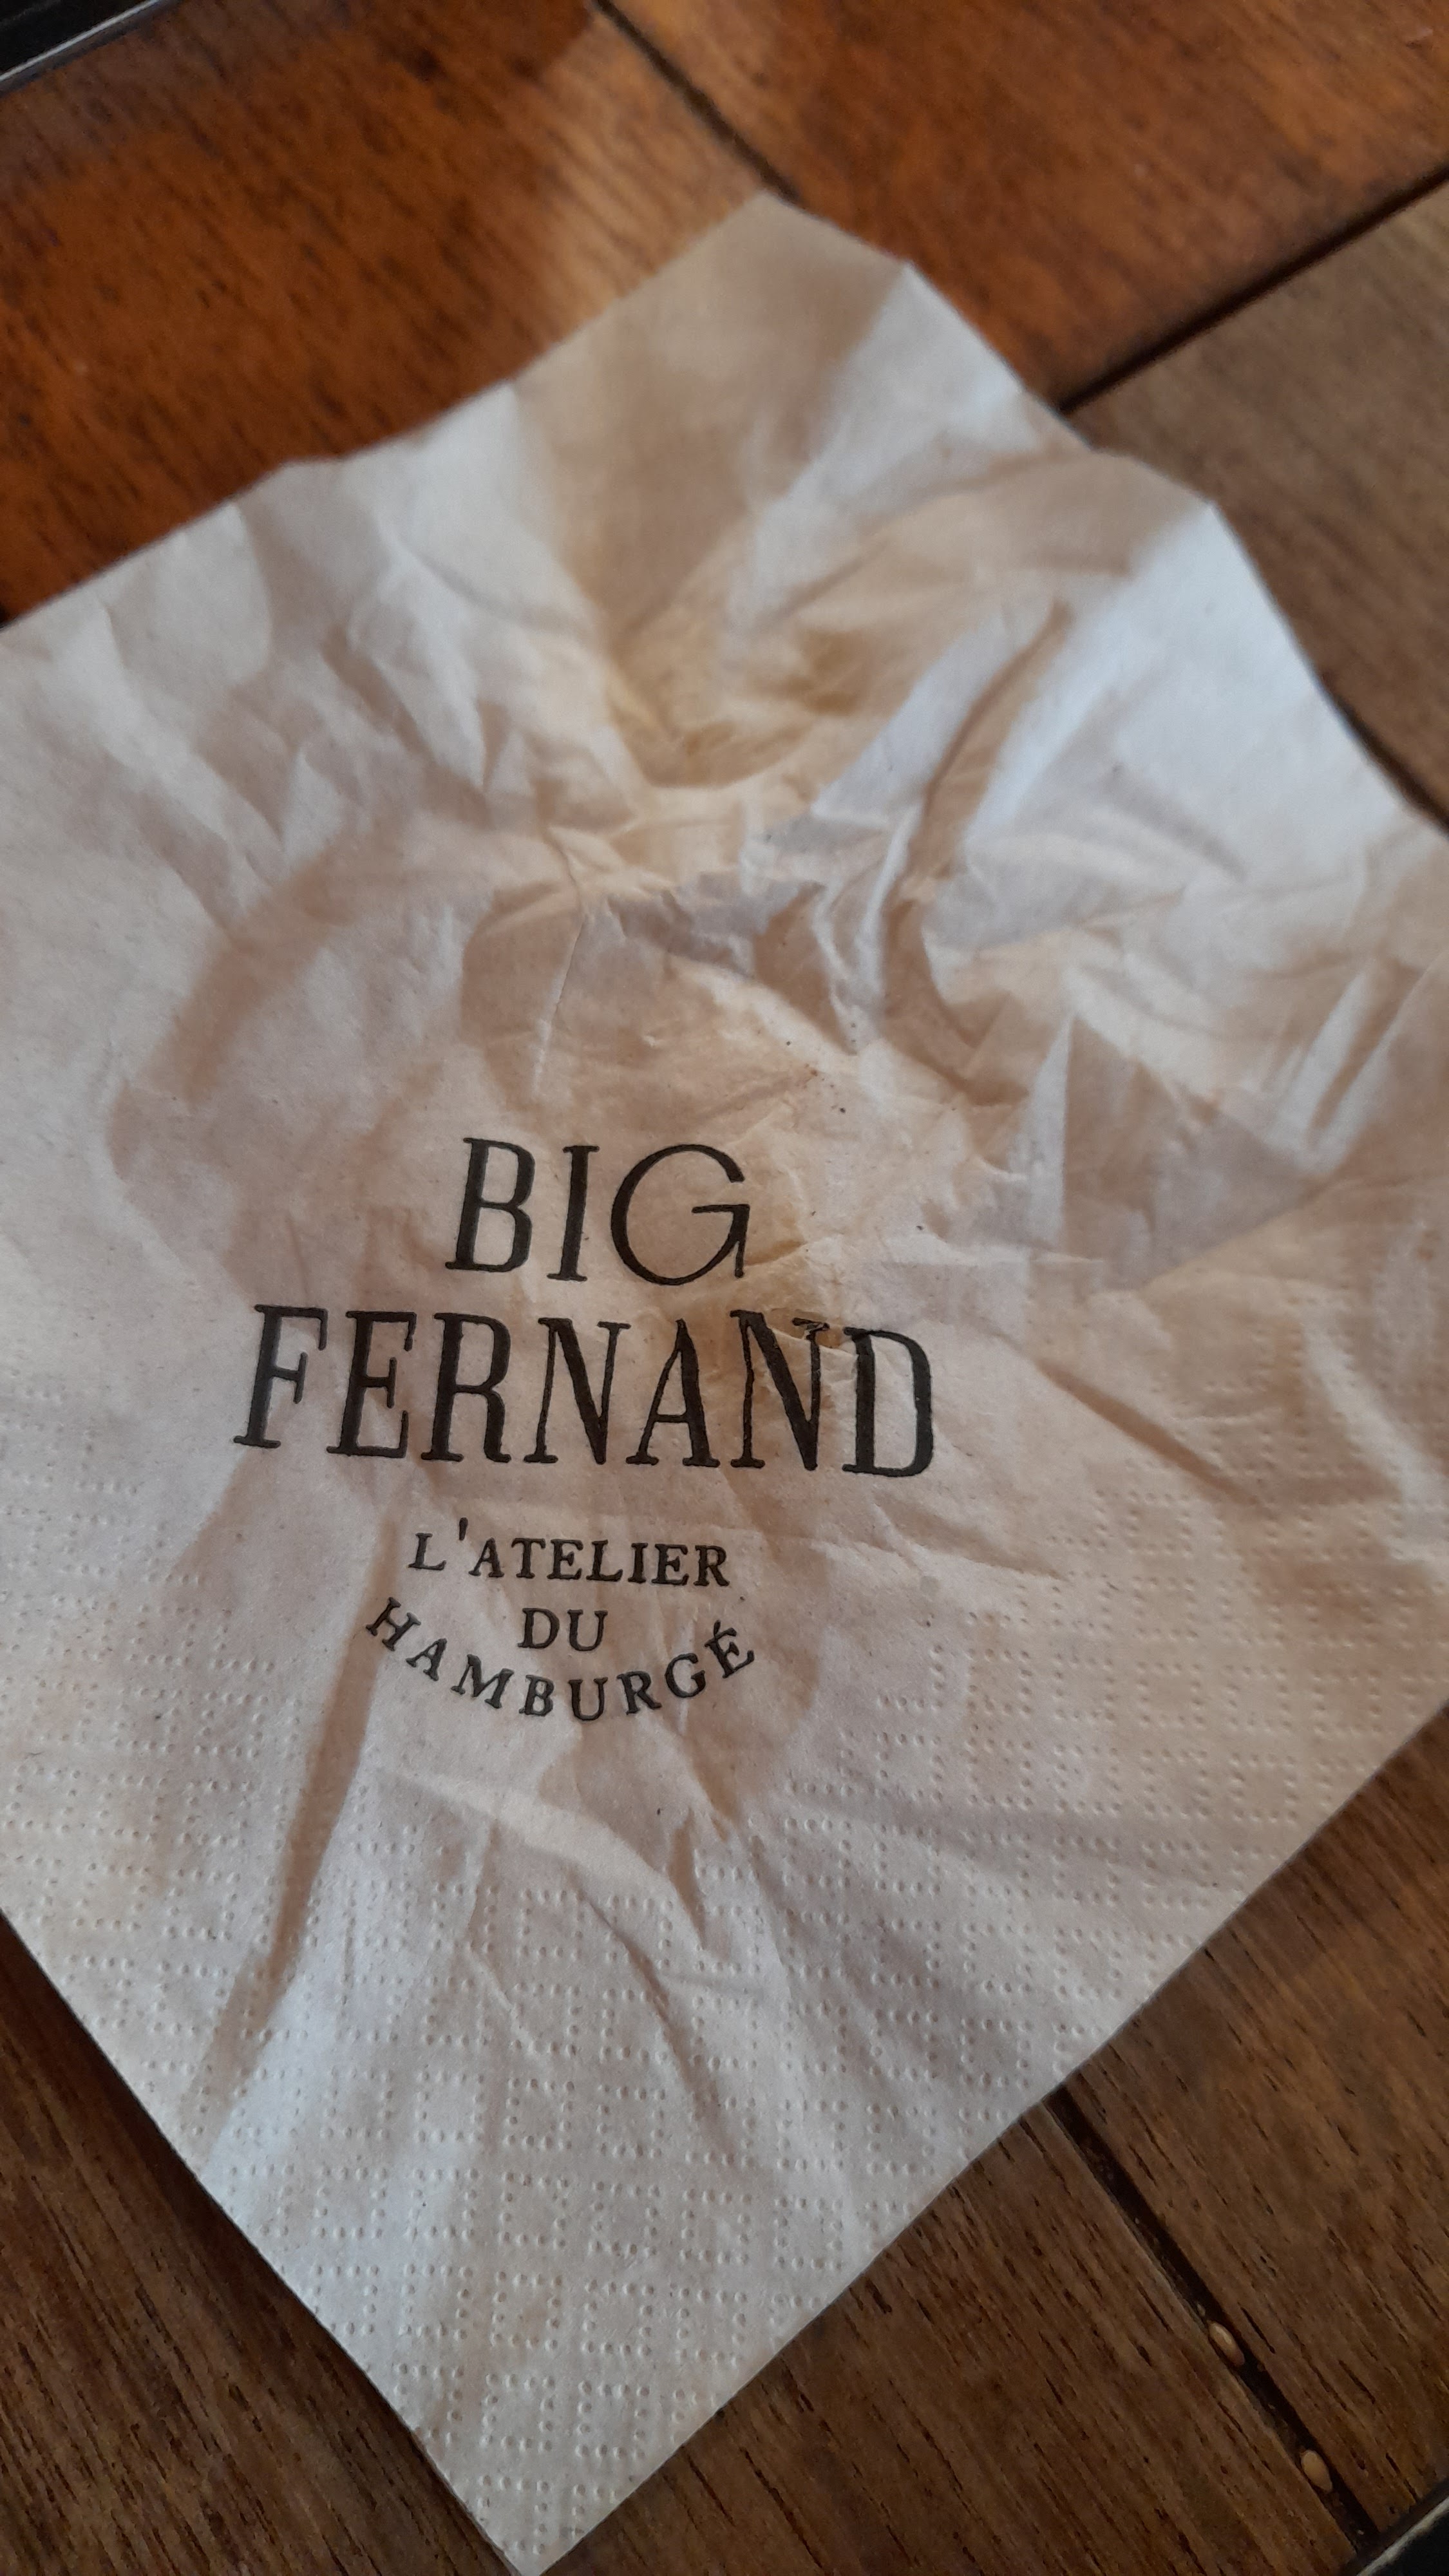 BIG
FERNAND
L'ATELIER
DU
HAMBURGÉ